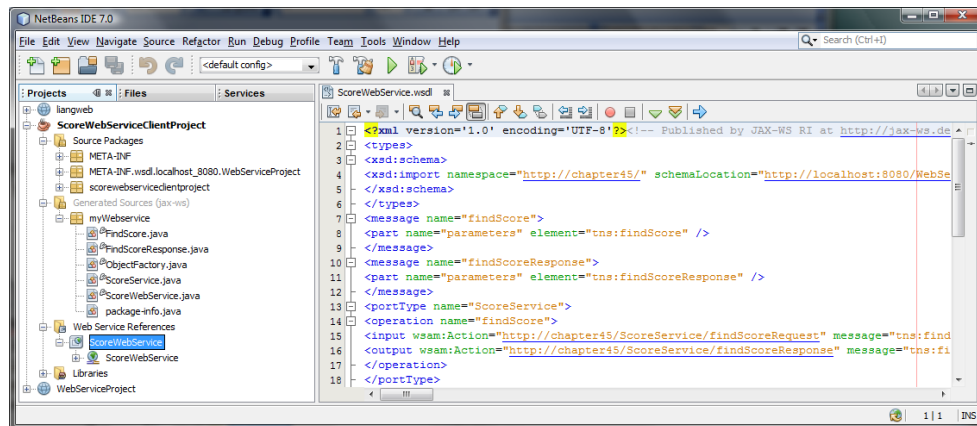 NetBeans IDE 7.0
File Edit View Navigate Source Refactor Run Debug Profile Team Tools Window Help
Search (Ctrl+I)
<default config>
Projects Files Services
liangweb
ScoreWebServiceClientProject
Source Packages
META-INF
META-INF.wsdl.localhost_8080.WebServiceProject
scorewebserviceclientproject
Generated Sources (jax-ws)
myWebservice
FindScore.java
FindScoreResponse.java
ObjectFactory.java
ScoreService.java
ScoreWebService.java
package-info.java
Web Service References
ScoreWebService
ScoreWebService
Libraries
WebServiceProject
ScoreWebService.wsdl
1 <?xml version='1.0' encoding='UTF-8'?><!-- Published by JAX-WS RI at http://jax-ws.de
2 <types>
3 <xsd:schema>
4 <xsd:import namespace="http://chapter45/" schemaLocation="http://localhost:8080/WebSe
5 </xsd:schema>
6 </types>
7 <message name="findScore">
8 <part name="parameters" element="tns:findScore" />
9 </message>
10 <message name="findScoreResponse">
11 <part name="parameters" element="tns:findScoreResponse" />
12 </message>
13 <portType name="ScoreService">
14 <operation name="findScore">
15 <input wsam:Action="http://chapter45/ScoreService/findScoreRequest" message="tns:find
16 <output wsam:Action="http://chapter45/ScoreService/findScoreResponse" message="tns:fi
17 </operation>
18 </portType>
1|1 INS